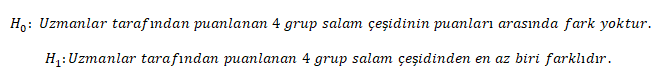 H₀: Uzmanlar tarafından puanlanan 4 grup salam çeşidinin puanları arasında fark yoktur.
H₁:Uzmanlar tarafından puanlanan 4 grup salam çeşidinden en az biri farklıdır.